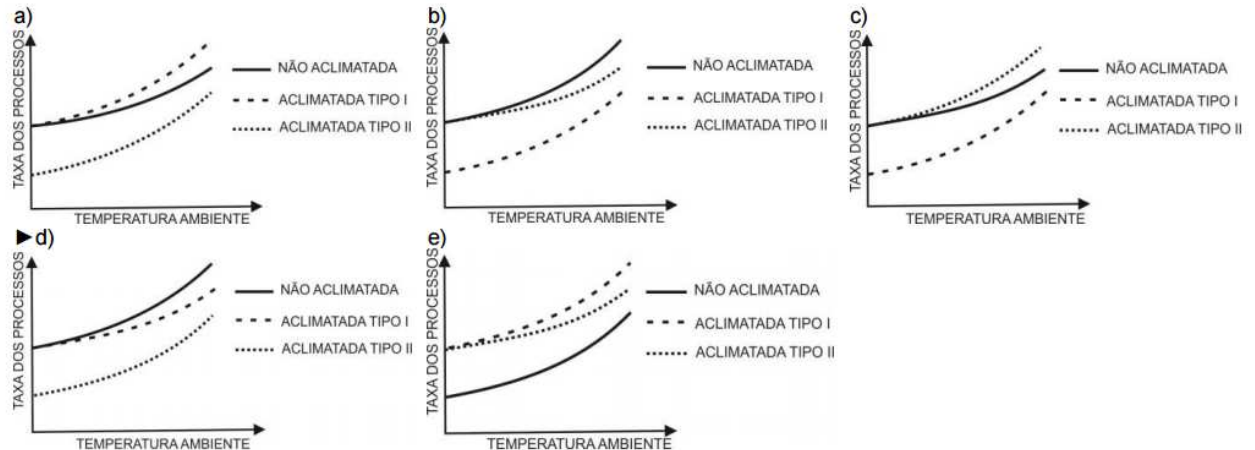 a)
TAXA DOS PROCESSOS
NÃO ACLIMATADA
ACLIMATADA TIPO I
ACLIMATADA TIPO II
TEMPERATURA AMBIENTE
b)
TAXA DOS PROCESSOS
NÃO ACLIMATADA
ACLIMATADA TIPO I
ACLIMATADA TIPO II
TEMPERATURA AMBIENTE
c)
TAXA DOS PROCESSOS
NÃO ACLIMATADA
ACLIMATADA TIPO I
ACLIMATADA TIPO II
TEMPERATURA AMBIENTE
►d)
TAXA DOS PROCESSOS
NÃO ACLIMATADA
ACLIMATADA TIPO I
ACLIMATADA TIPO II
TEMPERATURA AMBIENTE
e)
TAXA DOS PROCESSOS
NÃO ACLIMATADA
ACLIMATADA TIPO I
ACLIMATADA TIPO II
TEMPERATURA AMBIENTE